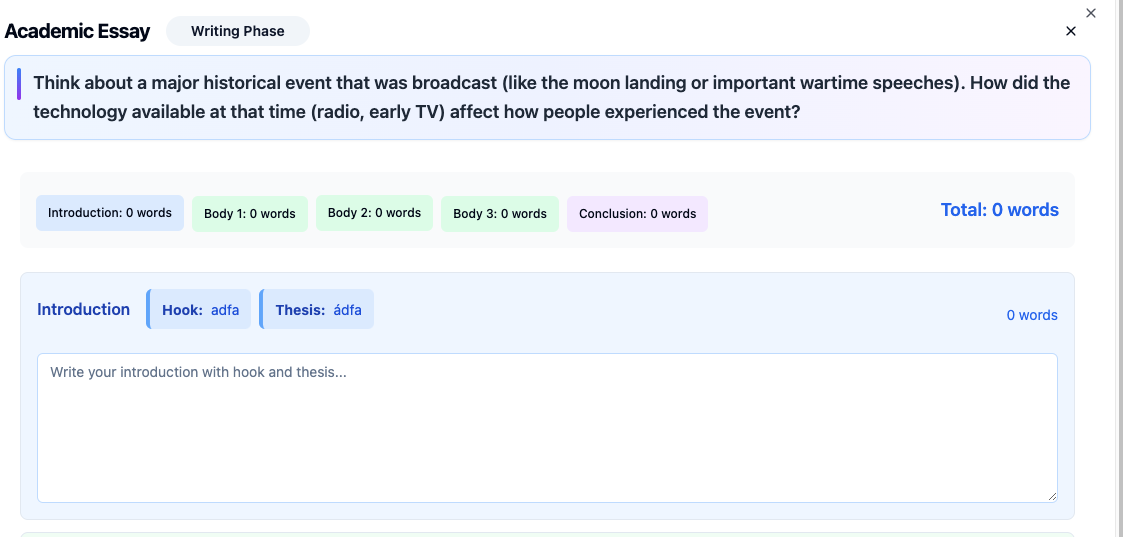 Academic Essay Writing Phase
Think about a major historical event that was broadcast (like the moon landing or important wartime speeches). How did the
technology available at that time (radio, early TV) affect how people experienced the event?
Introduction: 0 words Body 1: 0 words Body 2: 0 words Body 3: 0 words Conclusion: 0 words Total: 0 words
Introduction Hook: adfa Thesis: ádfa 0 words
Write your introduction with hook and thesis...